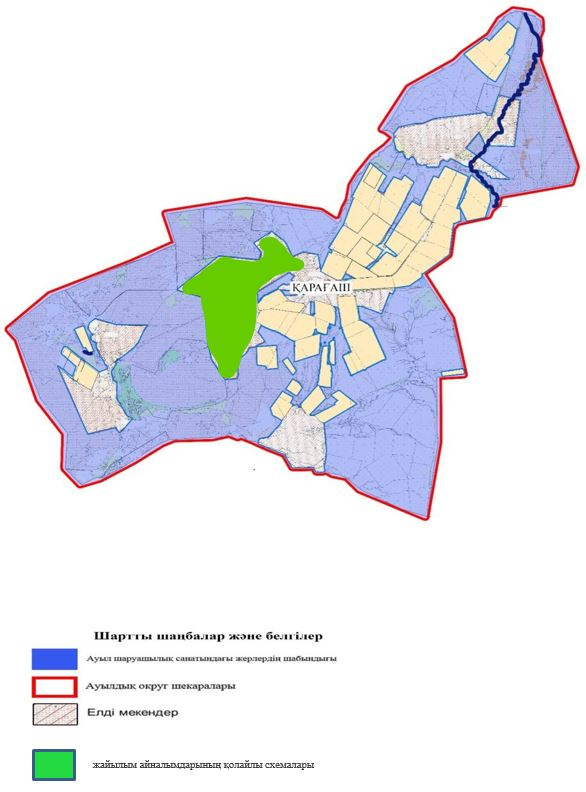 ҚАРАҒАШ
Шартты шаңбалар және белгілер
Ауыл шаруашылық санатындағы жерлердің шабындығы
Ауылдық округ шекаралары
Елді мекендер
жайылым айналымдарының қолайлы схемалары